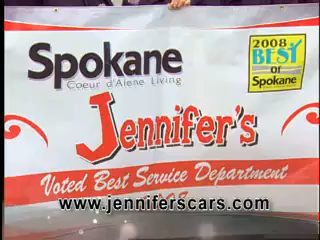 Spokane
Coeur d'Alene Living
2008
BEST
of
Spokane
Jennifer's
Voted Best Service Department
www.jenniferscars.com